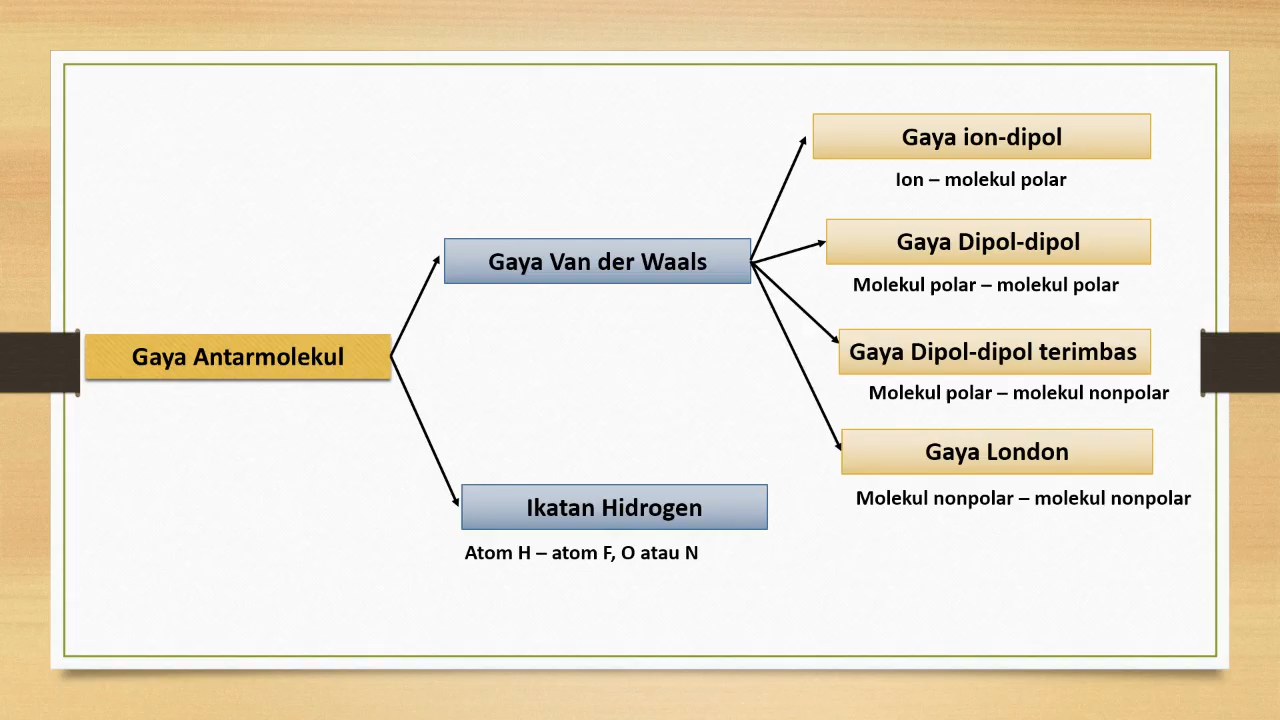 Gaya Antarmolekul
Gaya Van der Waals
Gaya ion-dipol
Ion – molekul polar
Gaya Dipol-dipol
Molekul polar – molekul polar
Gaya Dipol-dipol terimbas
Molekul polar – molekul nonpolar
Gaya London
Molekul nonpolar – molekul nonpolar
Ikatan Hidrogen
Atom H – atom F, O atau N